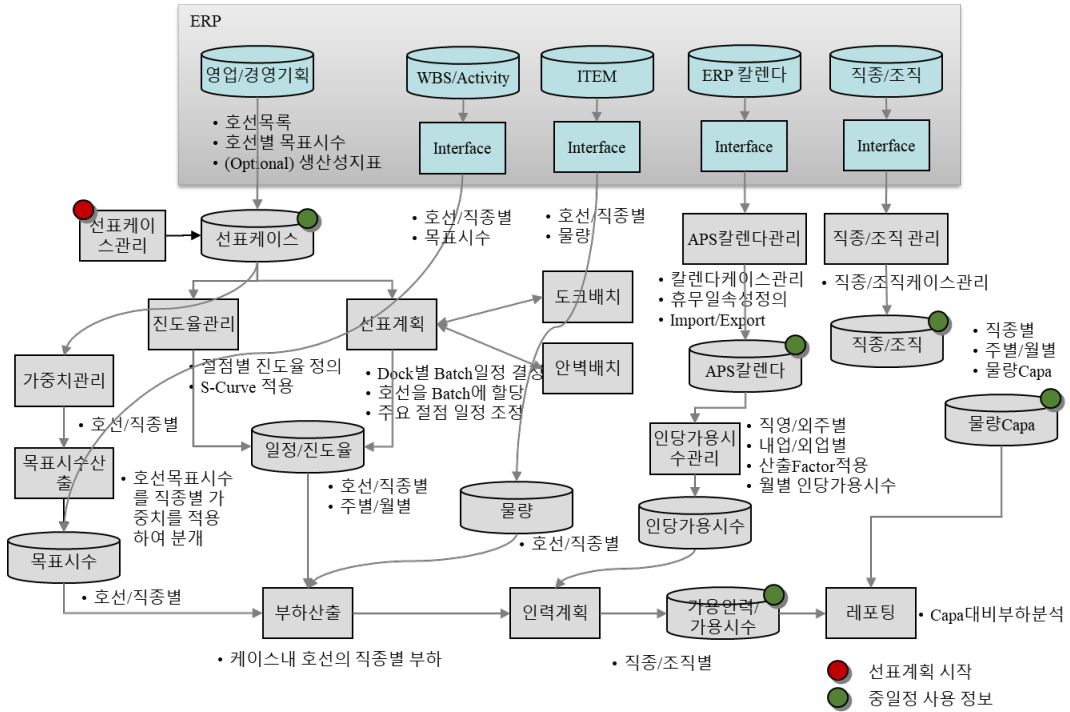 ERP
영업/경영기획
WBS/Activity
ITEM
ERP 칼렌다
직종/조직
• 호선목록
• 호선별 목표시수
• (Optional) 생산성지표
Interface
Interface
Interface
Interface
선표케이
스관리
선표케이스
• 호선/직종별
• 목표시수
• 호선/직종별
• 물량
APS칼렌다관리
직종/조직 관리
• 칼렌다케이스관리
• 휴무일속성정의
• Import/Export
• 직종/조직케이스관리
진도율관리
선표계획
도크배치
안벽배치
직종/조직
• 직종별
• 주별/월별
• 물량Capa
가중치관리
• 절점별 진도율 정의
• S-Curve 적용
• Dock별 Batch일정 결정
• 호선을 Batch에 할당
• 주요 절점 일정 조정
APS칼렌다
물량Capa
• 호선/직종별
목표시수산
출
• 호선목표시수
를 직종별 가
중치를 적용
하여 분개
일정/진도율
• 호선/직종별
• 주별/월별
인당가용시
수관리
• 직영/외주별
• 내업/외업별
• 산출Factor적용
• 월별 인당가용시수
물량
• 호선/직종별
인당가용시수
목표시수
• 호선/직종별
부하산출
인력계획
가용인력/
가용시수
레포팅
• Capa대비부하분석
• 케이스내 호선의 직종별 부하
• 직종/조직별
선표계획 시작
중일정 사용 정보